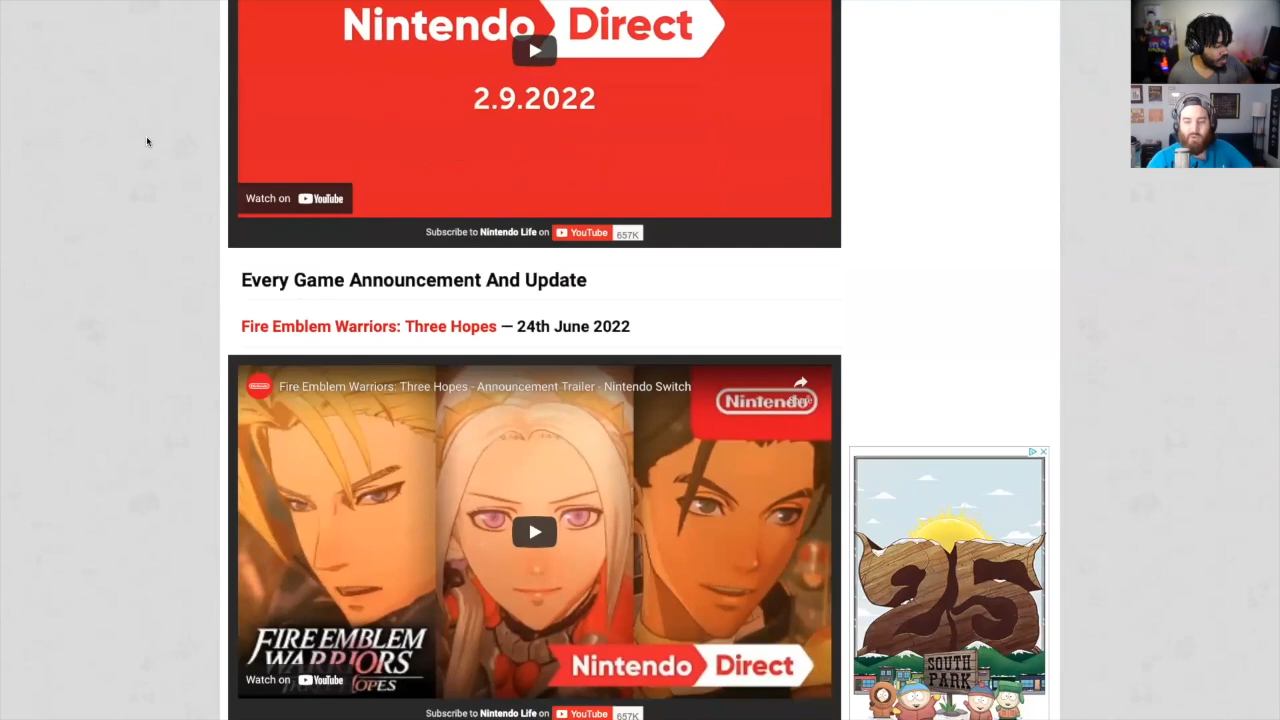 Nintendo Direct
2.9.2022
Watch on YouTube
Subscribe to Nintendo Life on YouTube 657K
Every Game Announcement And Update
Fire Emblem Warriors: Three Hopes — 24th June 2022
Fire Emblem Warriors: Three Hopes - Announcement Trailer - Nintendo Switch
Nintendo
FIRE EMBLEM
WARRIORS
HOPES
Watch on YouTube
Nintendo Direct
25
SOUTH
PARK
Subscribe to Nintendo Life on YouTube 657K